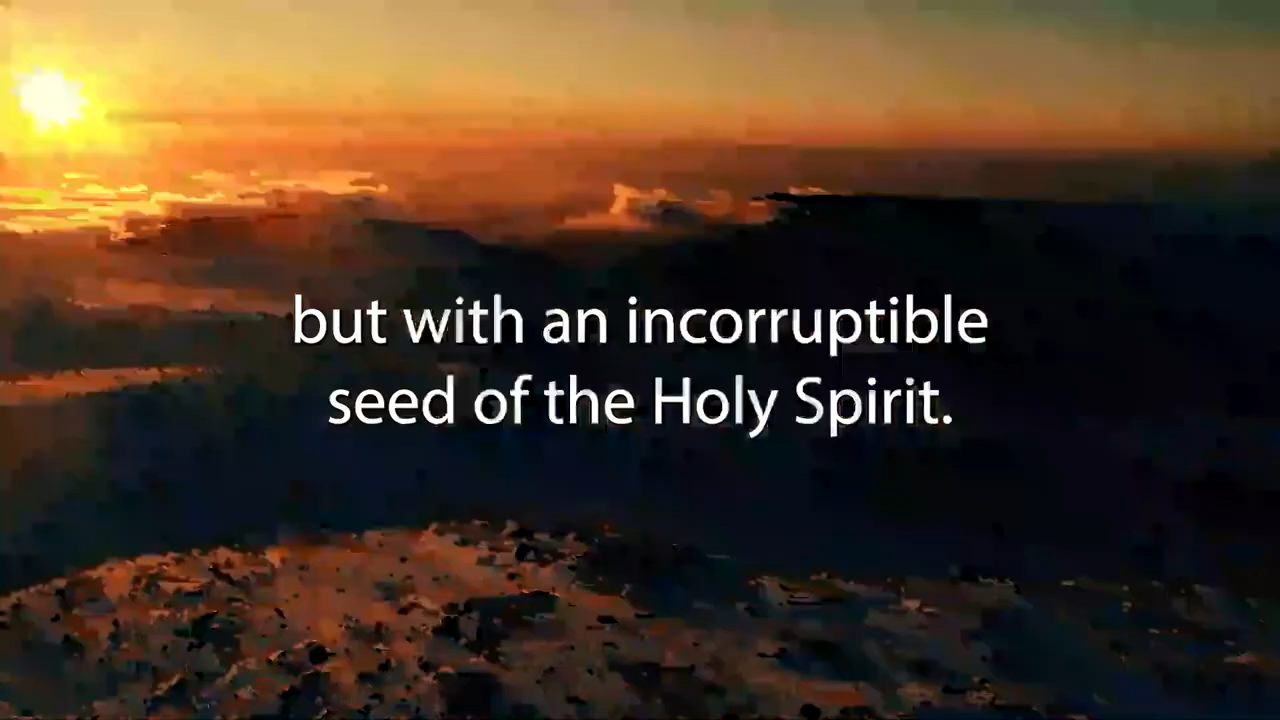 but with an incorruptible
seed of the Holy Spirit.